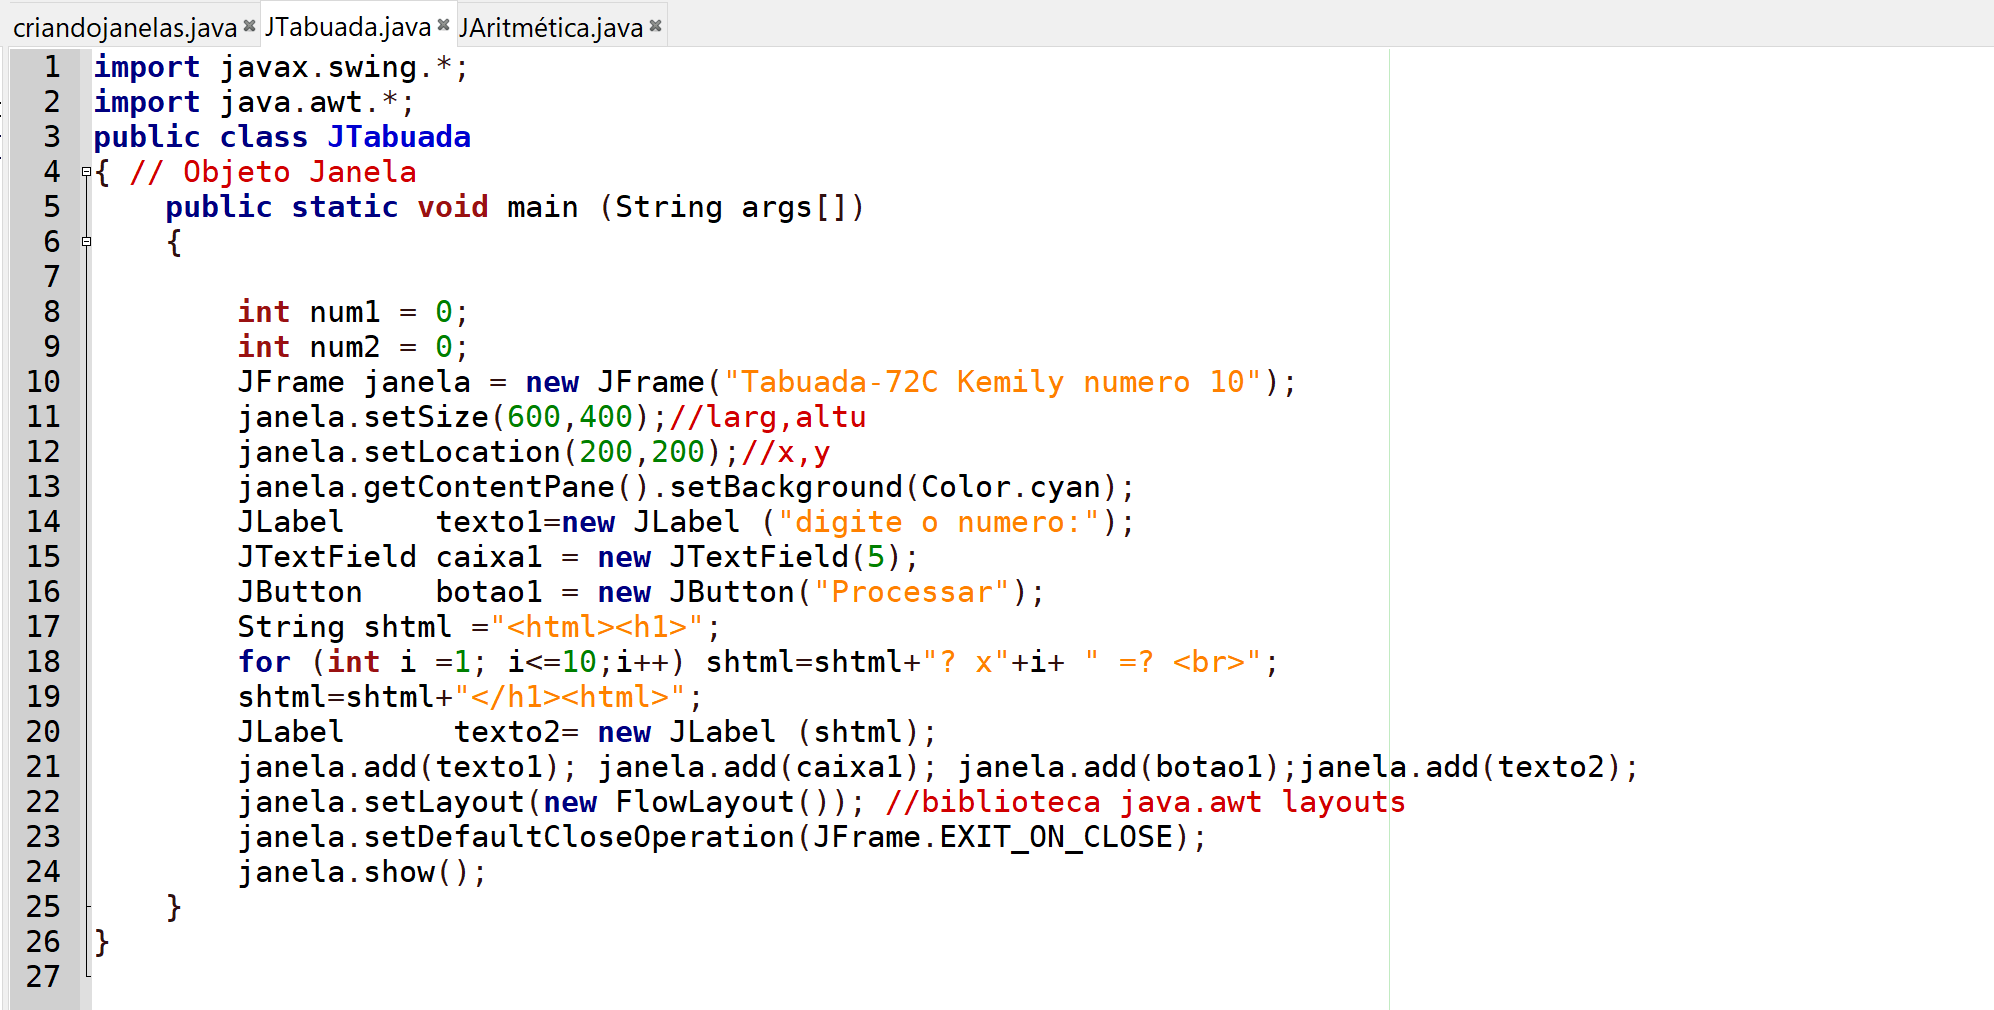 criandojanelas.java JTabuada.java JAritmética.java
1 import javax.swing.*;
2 import java.awt.*;
3 public class JTabuada
4 { // Objeto Janela
5     public static void main (String args[])
6     {
7
8         int num1 = 0;
9         int num2 = 0;
10         JFrame janela = new JFrame("Tabuada-72C Kemily numero 10");
11         janela.setSize(600,400);//larg,altu
12         janela.setLocation(200,200);//x,y
13         janela.getContentPane().setBackground(Color.cyan);
14         JLabel     texto1=new JLabel ("digite o numero:");
15         JTextField caixa1 = new JTextField(5);
16         JButton    botao1 = new JButton("Processar");
17         String shtml ="<html><h1>";
18         for (int i =1; i<=10;i++) shtml=shtml+"? x"+i+ " =? <br>";
19         shtml=shtml+"</h1><html>";
20         JLabel      texto2= new JLabel (shtml);
21         janela.add(texto1); janela.add(caixa1); janela.add(botao1);janela.add(texto2);
22         janela.setLayout(new FlowLayout()); //biblioteca java.awt layouts
23         janela.setDefaultCloseOperation(JFrame.EXIT_ON_CLOSE);
24         janela.show();
25     }
26 }
27